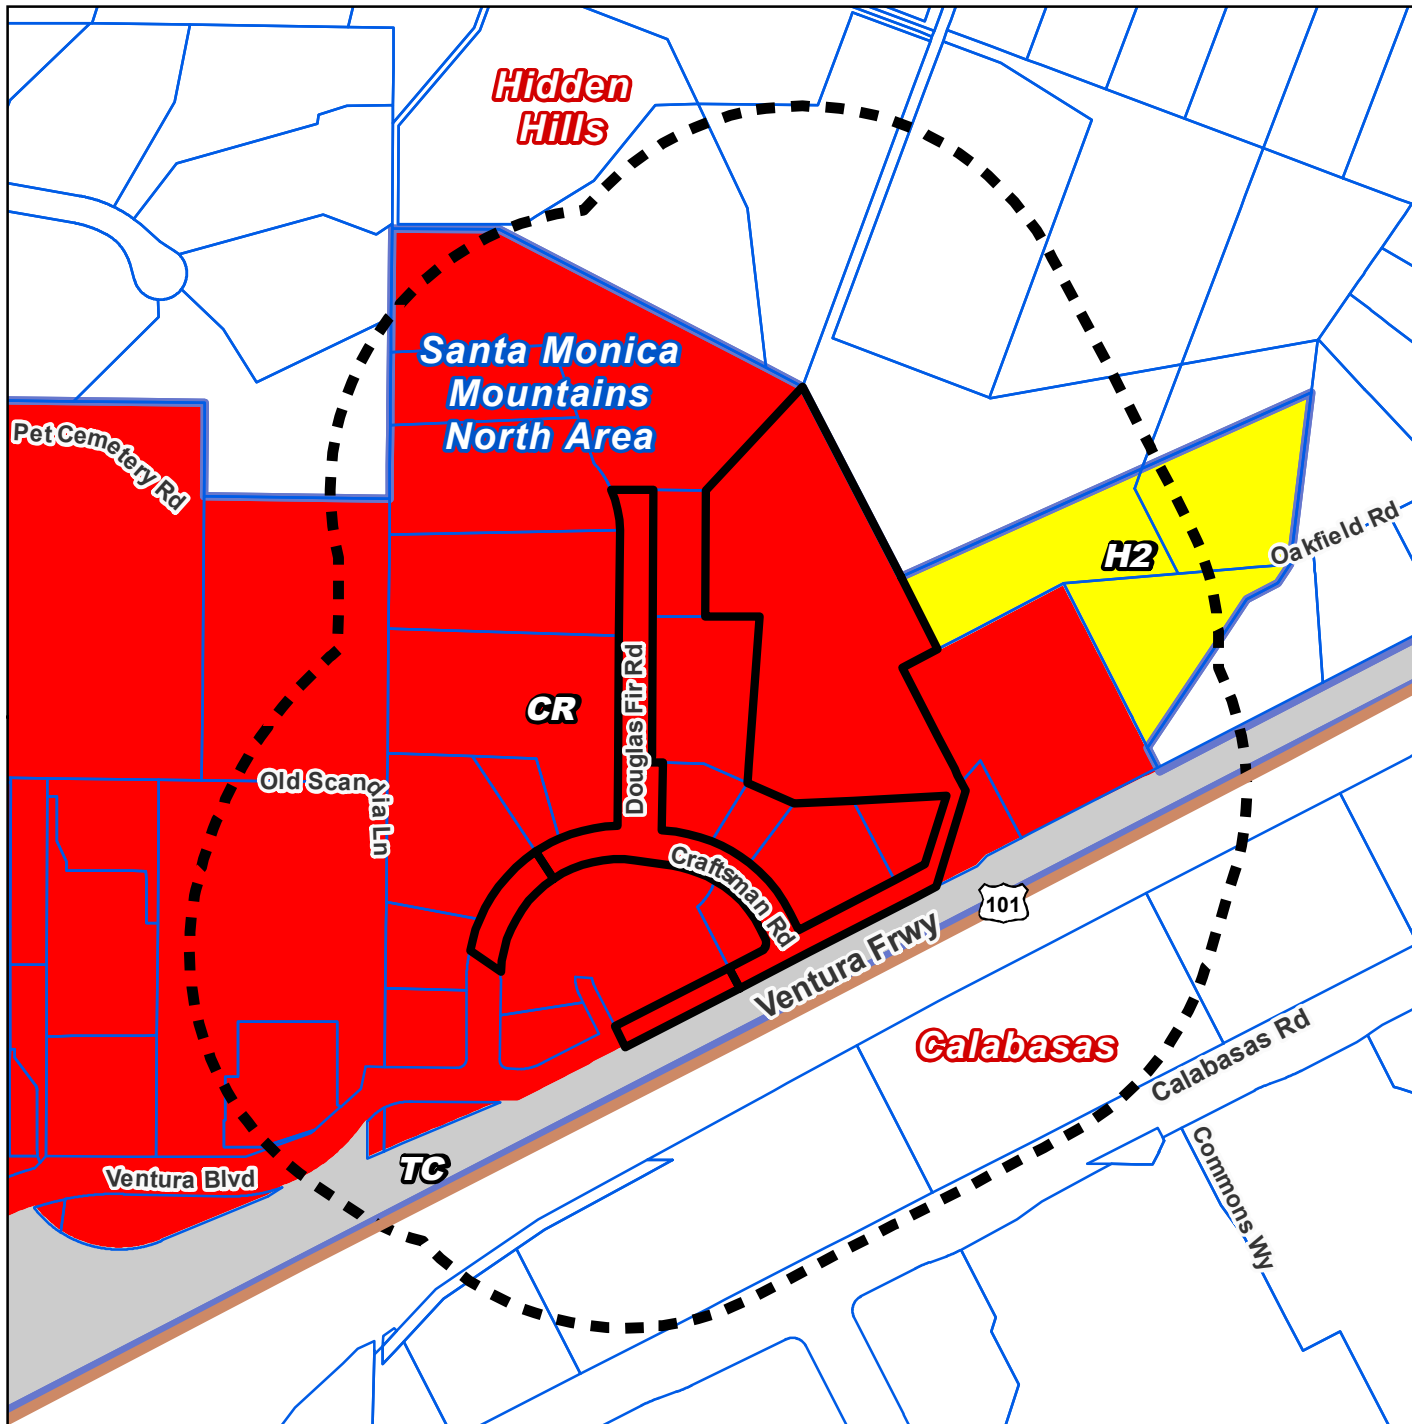 Hidden
Hills
Santa Monica
Mountains
North Area
Pet Cemetery Rd
H2
Oakfield Rd
CR
Douglas Fir Rd
Old Scandia Ln
Craftsman Rd
101
Ventura Frwy
Calabasas
Calabasas Rd
TC
Ventura Blvd
Commons Wy